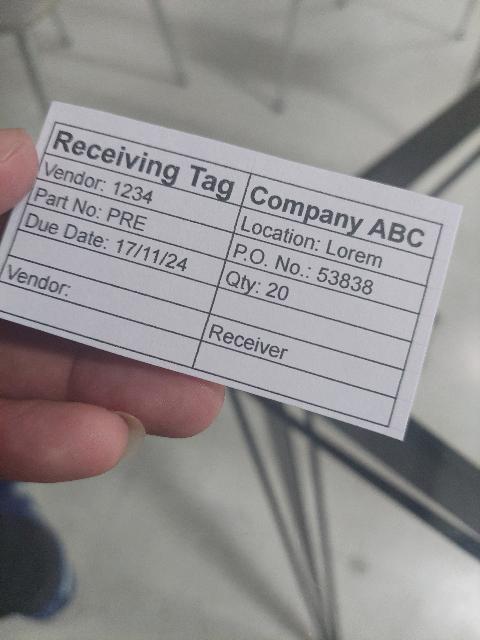 Receiving Tag Company ABC
Vendor: 1234 Location: Lorem
Part No: PRE P.O. No.: 53838
Due Date: 17/11/24 Qty: 20
Vendor: Receiver